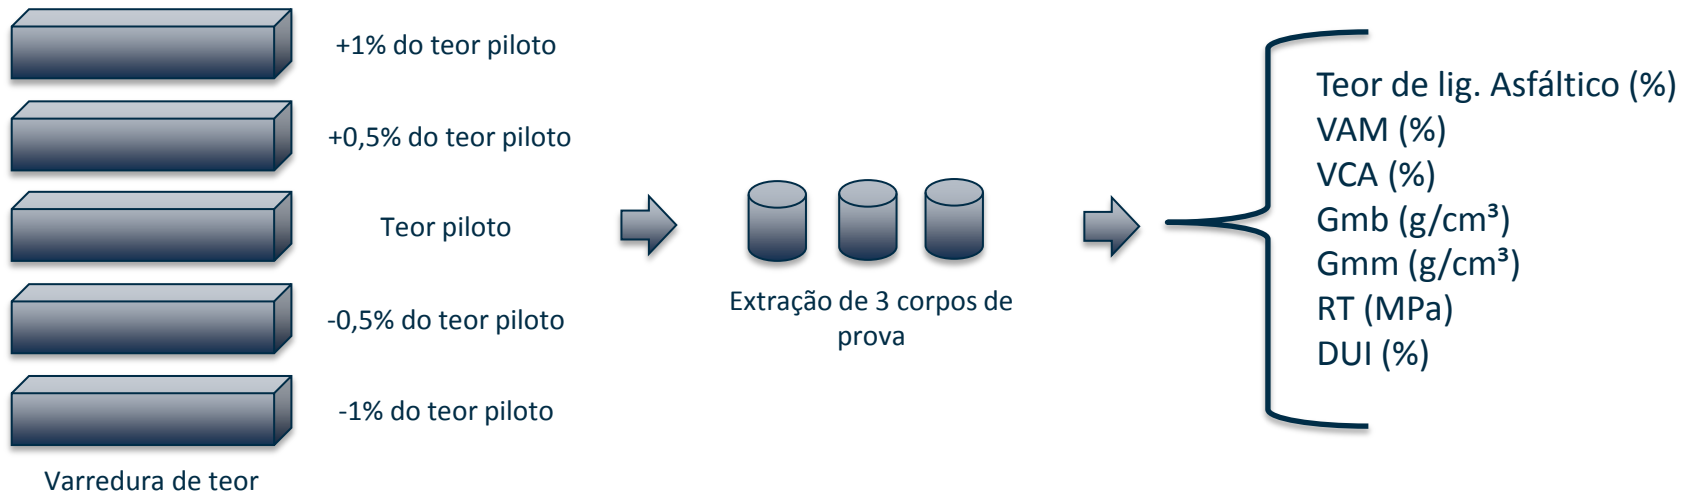 +1% do teor piloto
+0,5% do teor piloto
Teor piloto
-0,5% do teor piloto
-1% do teor piloto
Varredura de teor
Extração de 3 corpos de
prova
Teor de lig. Asfáltico (%)
VAM (%)
VCA (%)
Gmb (g/cm³)
Gmm (g/cm³)
RT (MPa)
DUI (%)